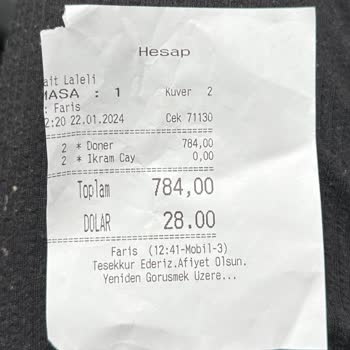 Hesap
ait Laleli
MASA : 1 Kuver 2
: Faris
2:20 22.01.2024 Cek 71130
2 * Doner 784,00
2 * Ikram Cay 0,00
Toplam 784,00
DOLAR 28.00
Faris (12:41-Mobil-3)
Tesekkur Ederiz.Afiyet Olsun.
Yeniden Gorusmek Uzere...